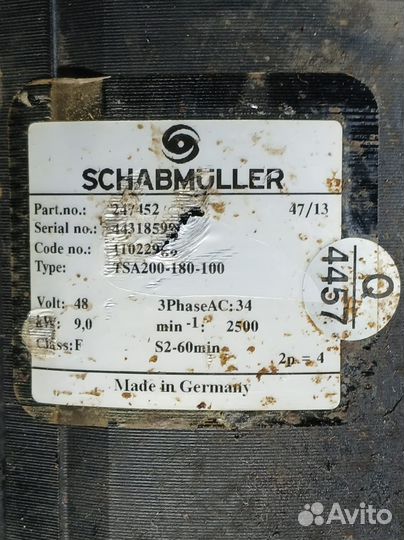 SCHABMÜLLER
Part.no.: 247452 47/13
Serial no.:
Code no.:
Type: TSA200-180-100
Volt: 48 3PhaseAC: 34
kW: 9,0 min -1: 2500
Class: F S2-60min
2p = 4
Made in Germany
Q
4457
Avito